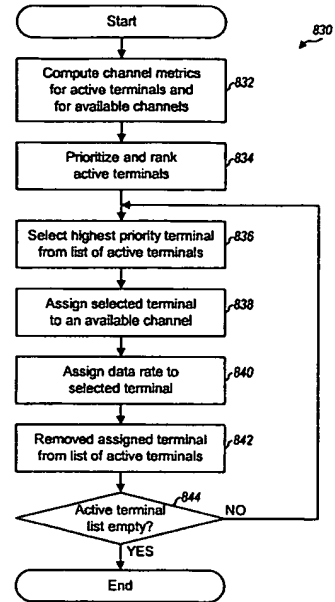 Start
830
Compute channel metrics
for active terminals and
for available channels
832
Prioritize and rank
active terminals
834
Select highest priority terminal
from list of active terminals
836
Assign selected terminal
to an available channel
838
Assign data rate to
selected terminal
840
Removed assigned terminal
from list of active terminals
842
844
Active terminal
list empty?
NO
YES
End